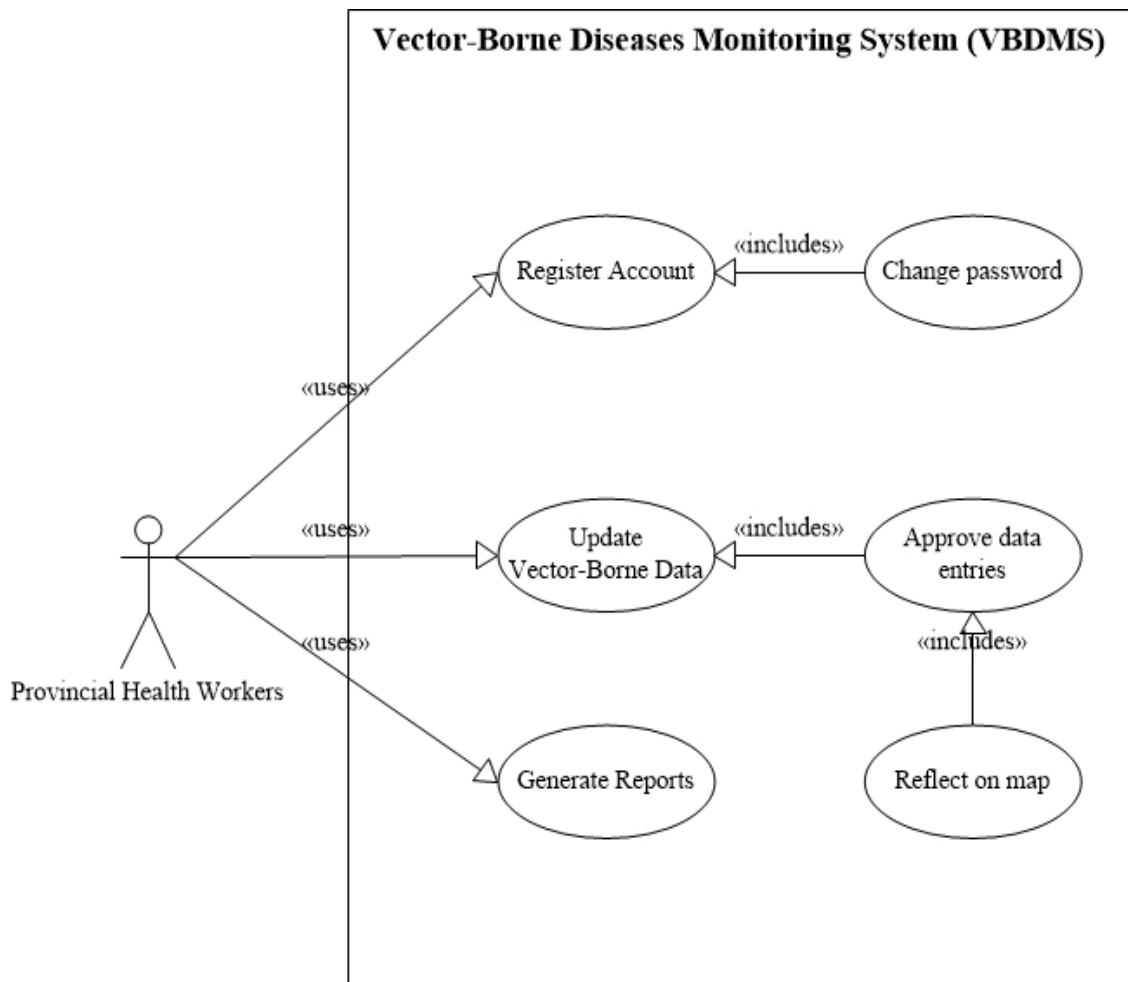 Vector-Borne Diseases Monitoring System (VBDMS)
«includes»
Register Account
Change password
«uses»
«uses»
«includes»
Update
Vector-Borne Data
Approve data
entries
«uses»
«includes»
Provincial Health Workers
Generate Reports
Reflect on map